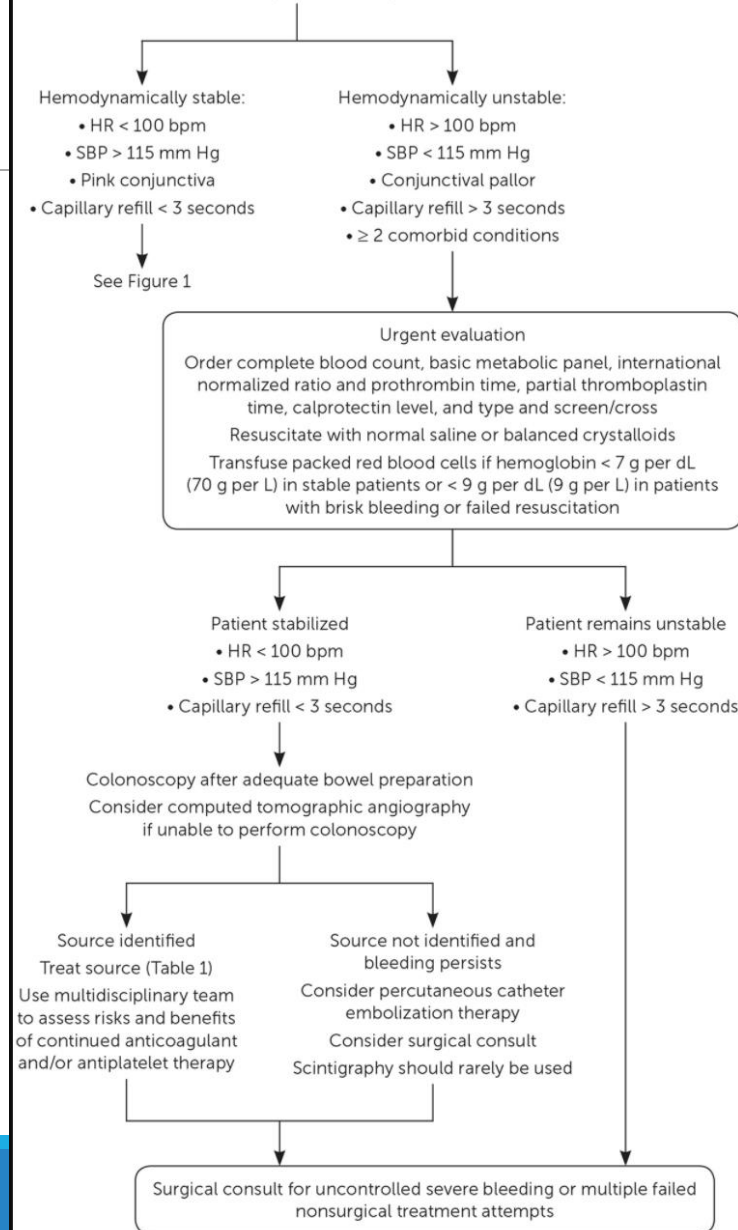 Hemodynamically stable:
• HR < 100 bpm
• SBP > 115 mm Hg
• Pink conjunctiva
• Capillary refill < 3 seconds
See Figure 1
Hemodynamically unstable:
• HR > 100 bpm
• SBP < 115 mm Hg
• Conjunctival pallor
• Capillary refill > 3 seconds
• ≥ 2 comorbid conditions
Urgent evaluation
Order complete blood count, basic metabolic panel, international
normalized ratio and prothrombin time, partial thromboplastin
time, calprotectin level, and type and screen/cross
Resuscitate with normal saline or balanced crystalloids
Transfuse packed red blood cells if hemoglobin < 7 g per dL
(70 g per L) in stable patients or < 9 g per dL (9 g per L) in patients
with brisk bleeding or failed resuscitation
Patient stabilized
• HR < 100 bpm
• SBP > 115 mm Hg
• Capillary refill < 3 seconds
Patient remains unstable
• HR > 100 bpm
• SBP < 115 mm Hg
• Capillary refill > 3 seconds
Colonoscopy after adequate bowel preparation
Consider computed tomographic angiography
if unable to perform colonoscopy
Source identified
Treat source (Table 1)
Use multidisciplinary team
to assess risks and benefits
of continued anticoagulant
and/or antiplatelet therapy
Source not identified and
bleeding persists
Consider percutaneous catheter
embolization therapy
Consider surgical consult
Scintigraphy should rarely be used
Surgical consult for uncontrolled severe bleeding or multiple failed
nonsurgical treatment attempts